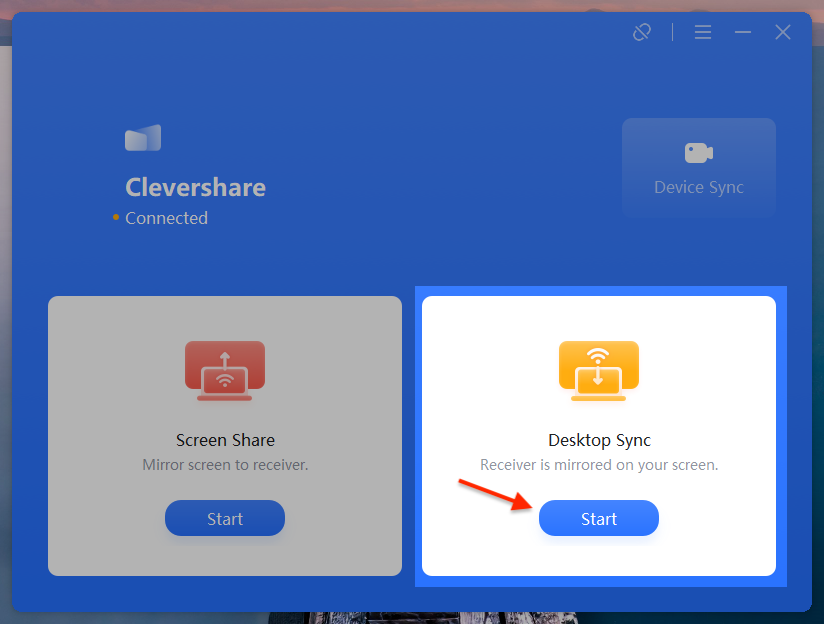 Clevershare
Connected
Device Sync
Screen Share
Mirror screen to receiver.
Start
Desktop Sync
Receiver is mirrored on your screen.
Start